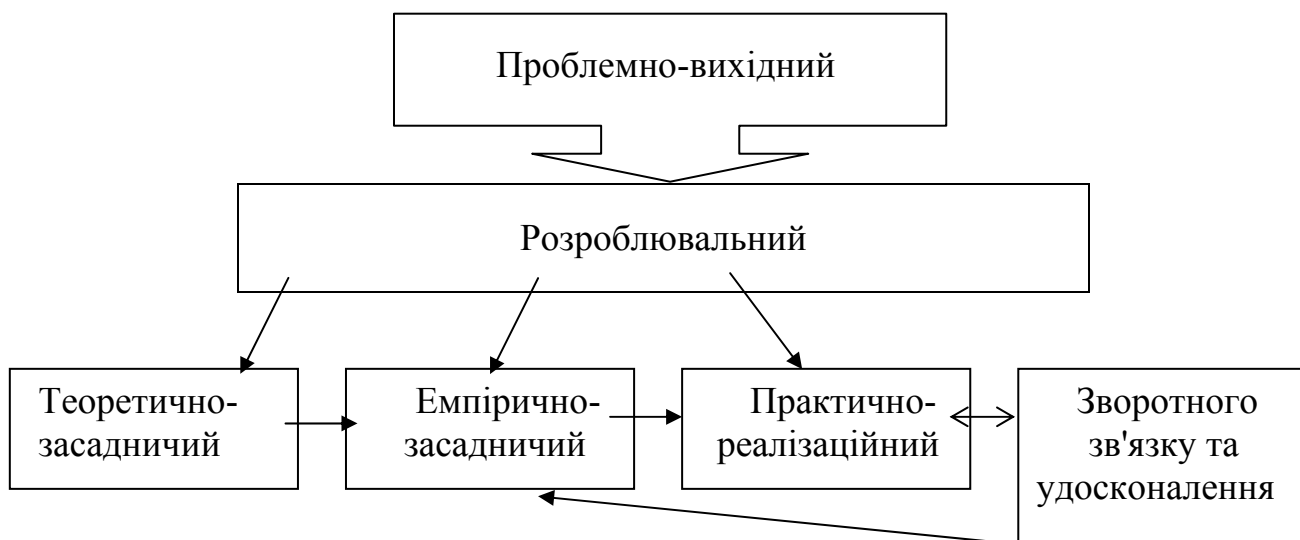 Проблемно-вихідний
Розроблювальний
Теоретично-
засадничий
Емпірично-
засадничий
Практично-
реалізаційний
Зворотного
зв'язку та
удосконалення